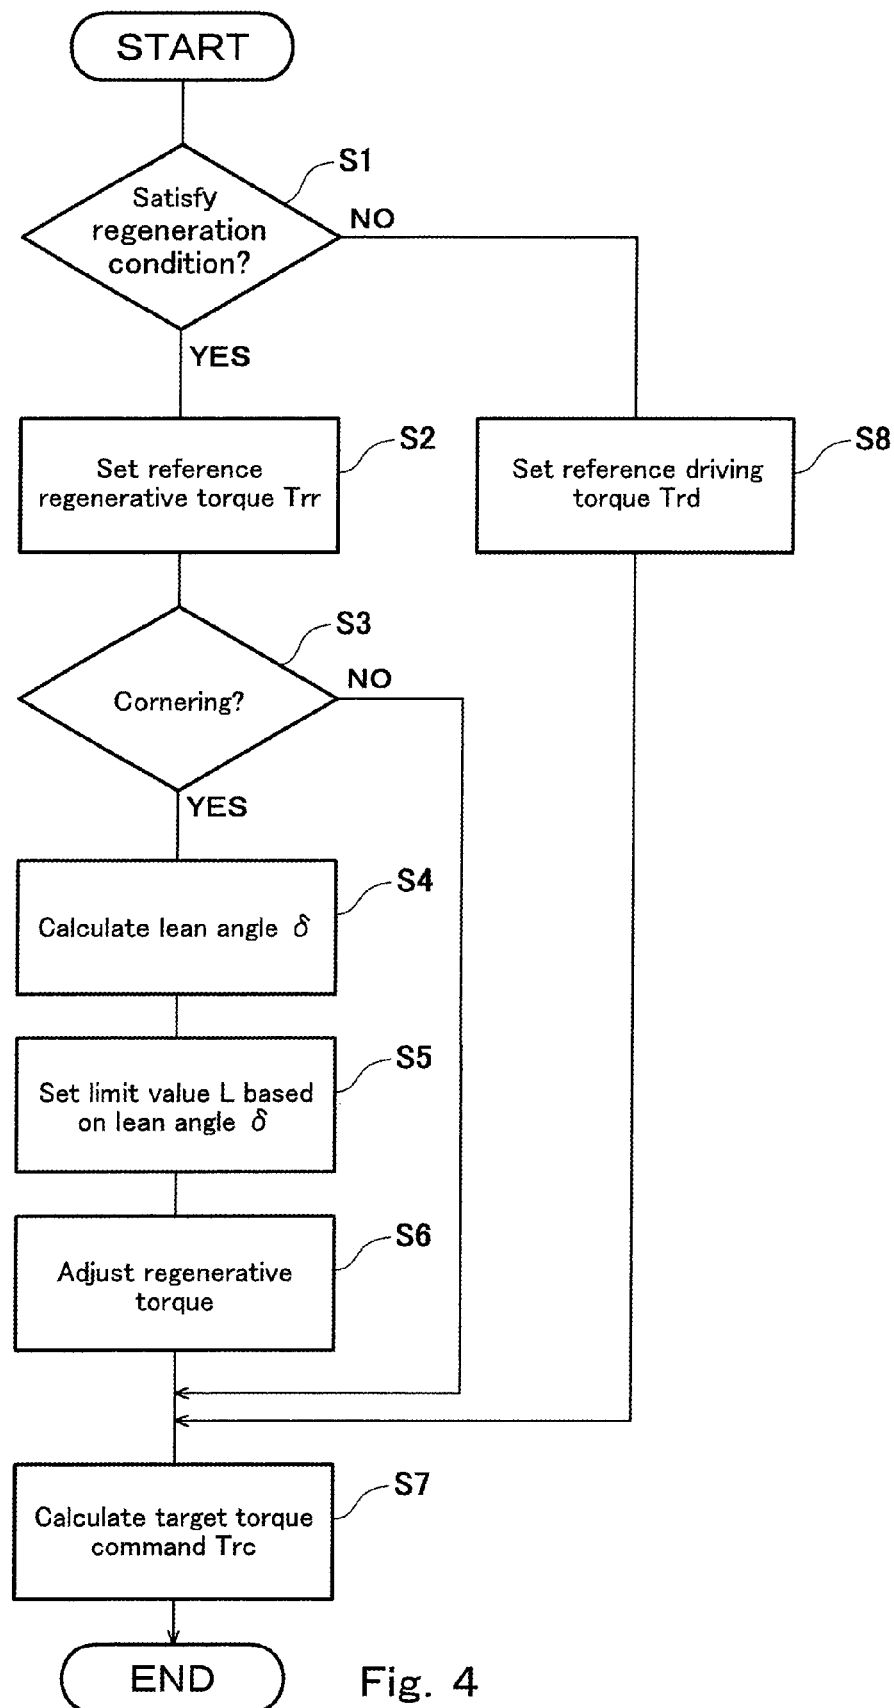 START
S1
Satisfy
regeneration
condition?
NO
YES
S2
Set reference
regenerative torque Trr
S8
Set reference driving
torque Trd
S3
Cornering?
NO
YES
S4
Calculate lean angle δ
S5
Set limit value L based
on lean angle δ
S6
Adjust regenerative
torque
S7
Calculate target torque
command Trc
END
Fig. 4